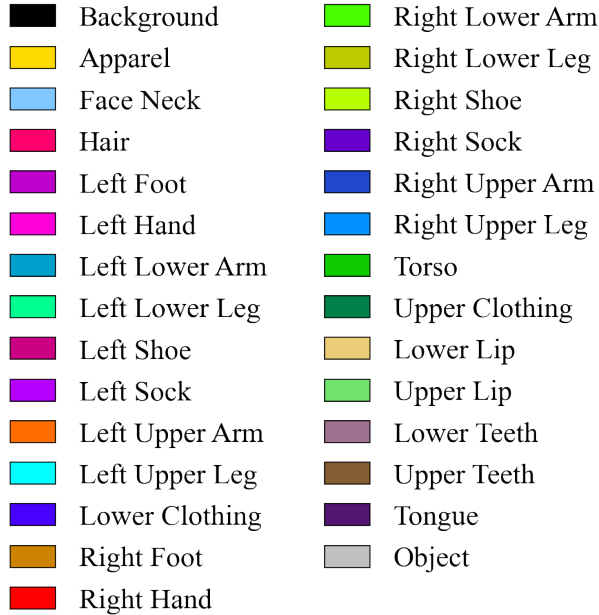 Background
Apparel
Face Neck
Hair
Left Foot
Left Hand
Left Lower Arm
Left Lower Leg
Left Shoe
Left Sock
Left Upper Arm
Left Upper Leg
Lower Clothing
Right Foot
Right Hand
Right Lower Arm
Right Lower Leg
Right Shoe
Right Sock
Right Upper Arm
Right Upper Leg
Torso
Upper Clothing
Lower Lip
Upper Lip
Lower Teeth
Upper Teeth
Tongue
Object